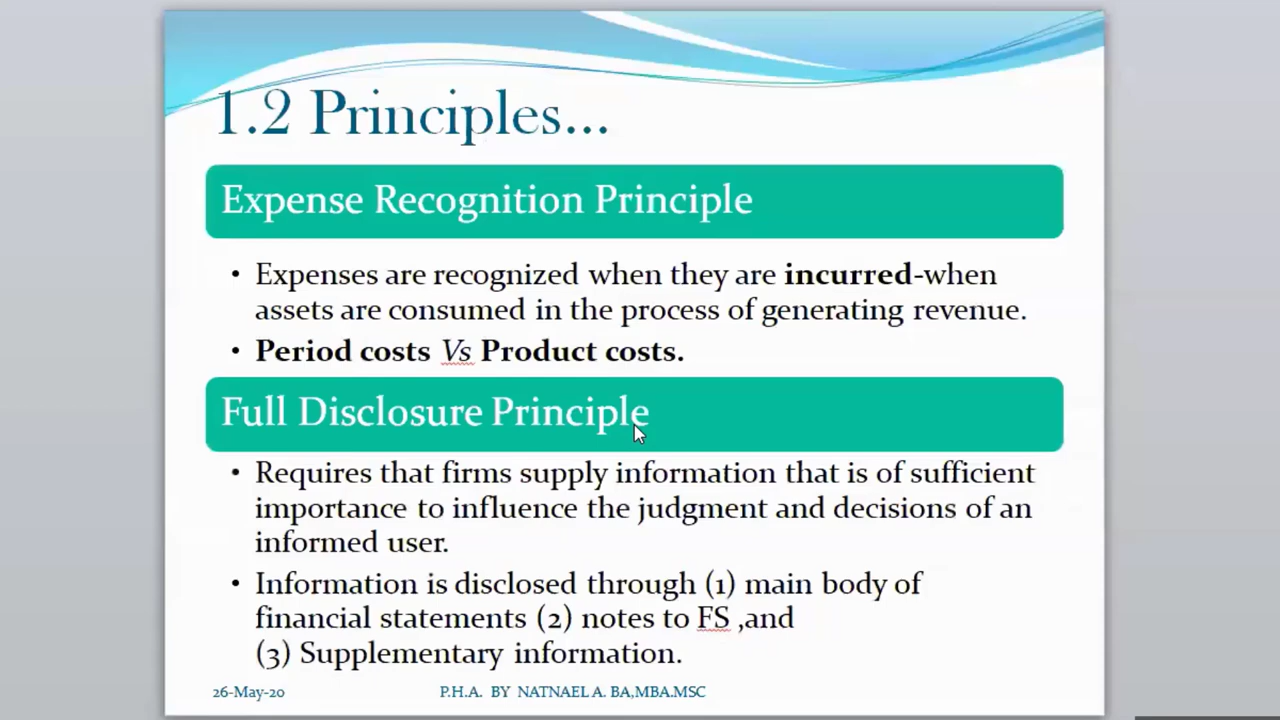 1.2 Principles...
Expense Recognition Principle
• Expenses are recognized when they are incurred-when
assets are consumed in the process of generating revenue.
• Period costs Vs Product costs.
Full Disclosure Principle
• Requires that firms supply information that is of sufficient
importance to influence the judgment and decisions of an
informed user.
• Information is disclosed through (1) main body of
financial statements (2) notes to FS ,and
(3) Supplementary information.
26-May-20 P.H.A. BY NATNAEL A. BA,MBA.MSC